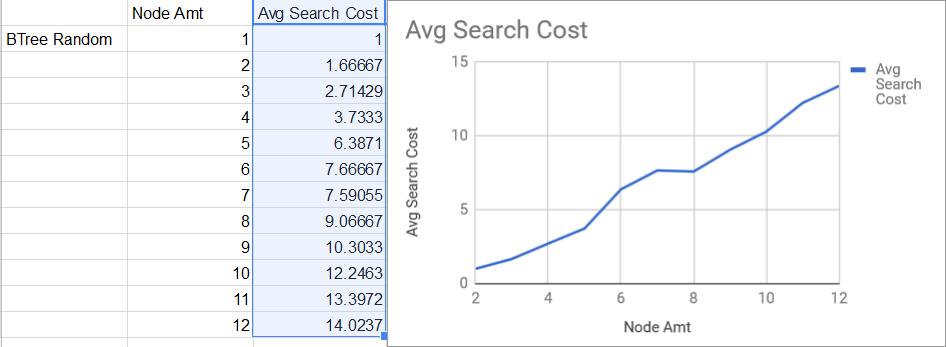 Node Amt Avg Search Cost
BTree Random 1 1
2 1.66667
3 2.71429
4 3.7333
5 6.3871
6 7.66667
7 7.59055
8 9.06667
9 10.3033
10 12.2463
11 13.3972
12 14.0237
Avg Search Cost
15
10
5
0
Avg Search Cost
2 4 6 8 10 12
Node Amt
Avg
Search
Cost